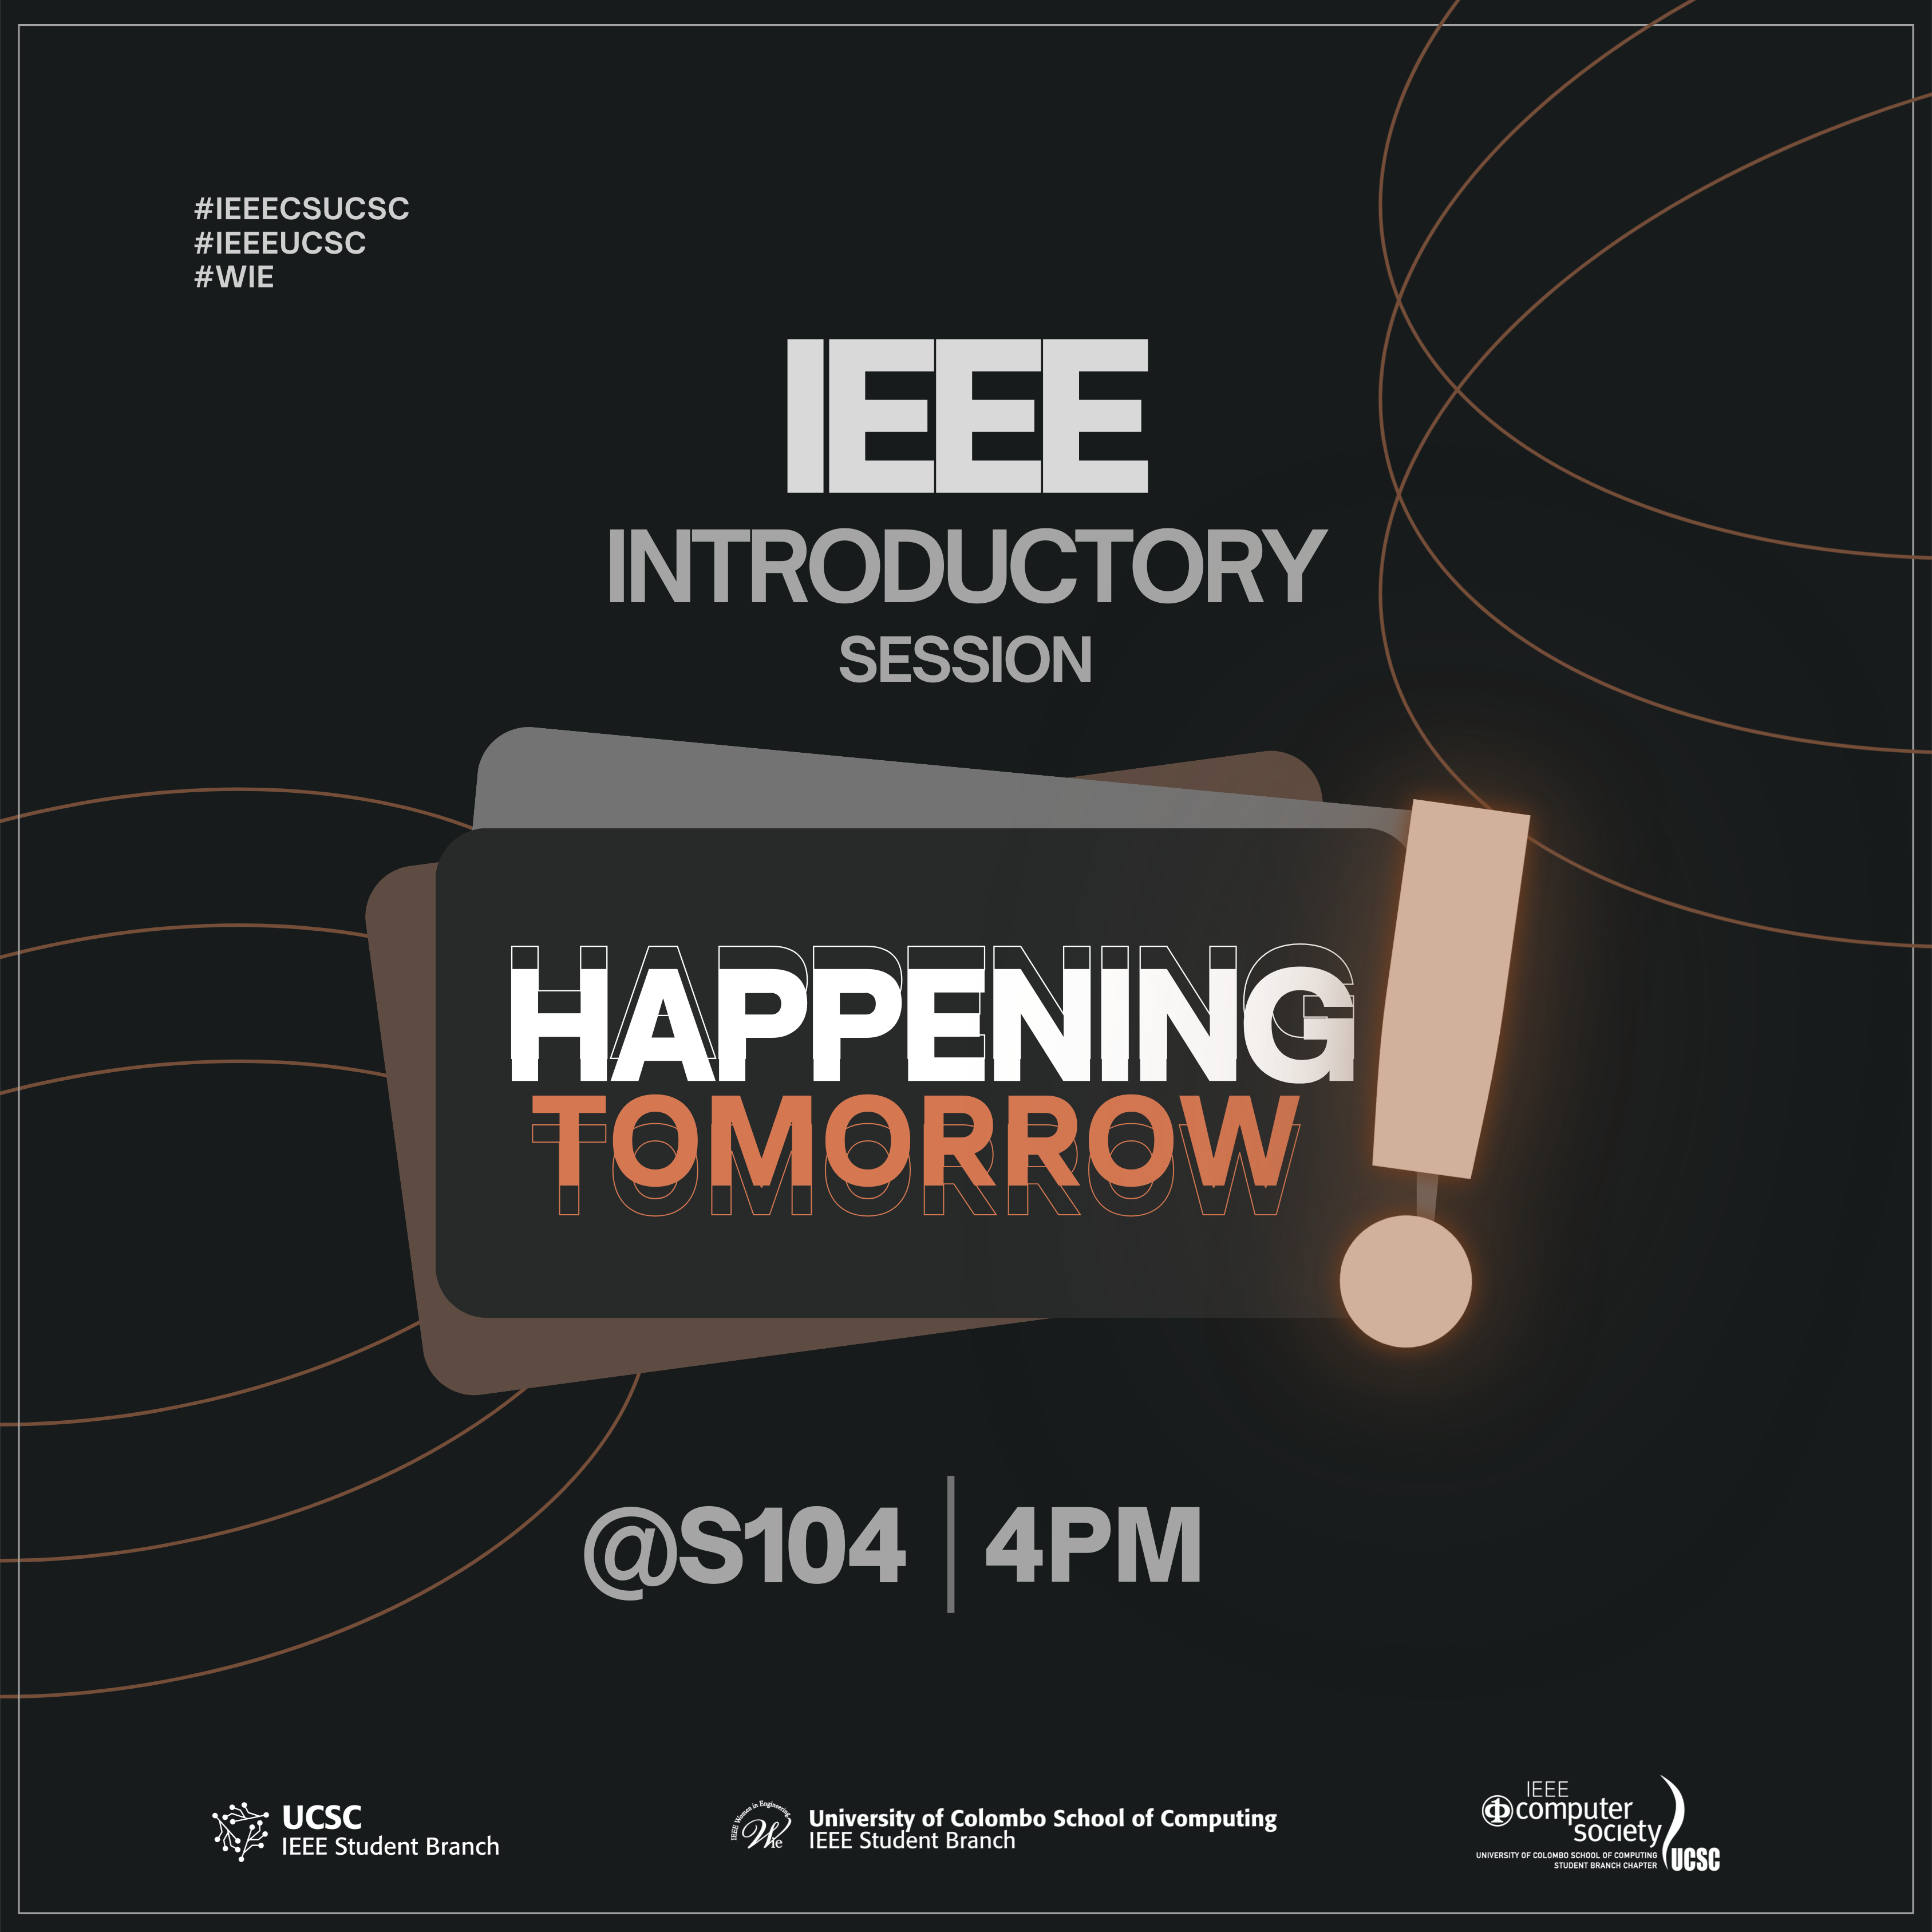 #IEEECSUCSC
#IEEEUCSC
#WIE
IEEE
INTRODUCTORY
SESSION
HAPPENING
TOMORROW
!
@S104 | 4PM
UCSC
IEEE Student Branch
IEEE Women in Engineering
Wie
University of Colombo School of Computing
IEEE Student Branch
IEEE
computer
society
UNIVERSITY OF COLOMBO SCHOOL OF COMPUTING
STUDENT BRANCH CHAPTER
UCSC